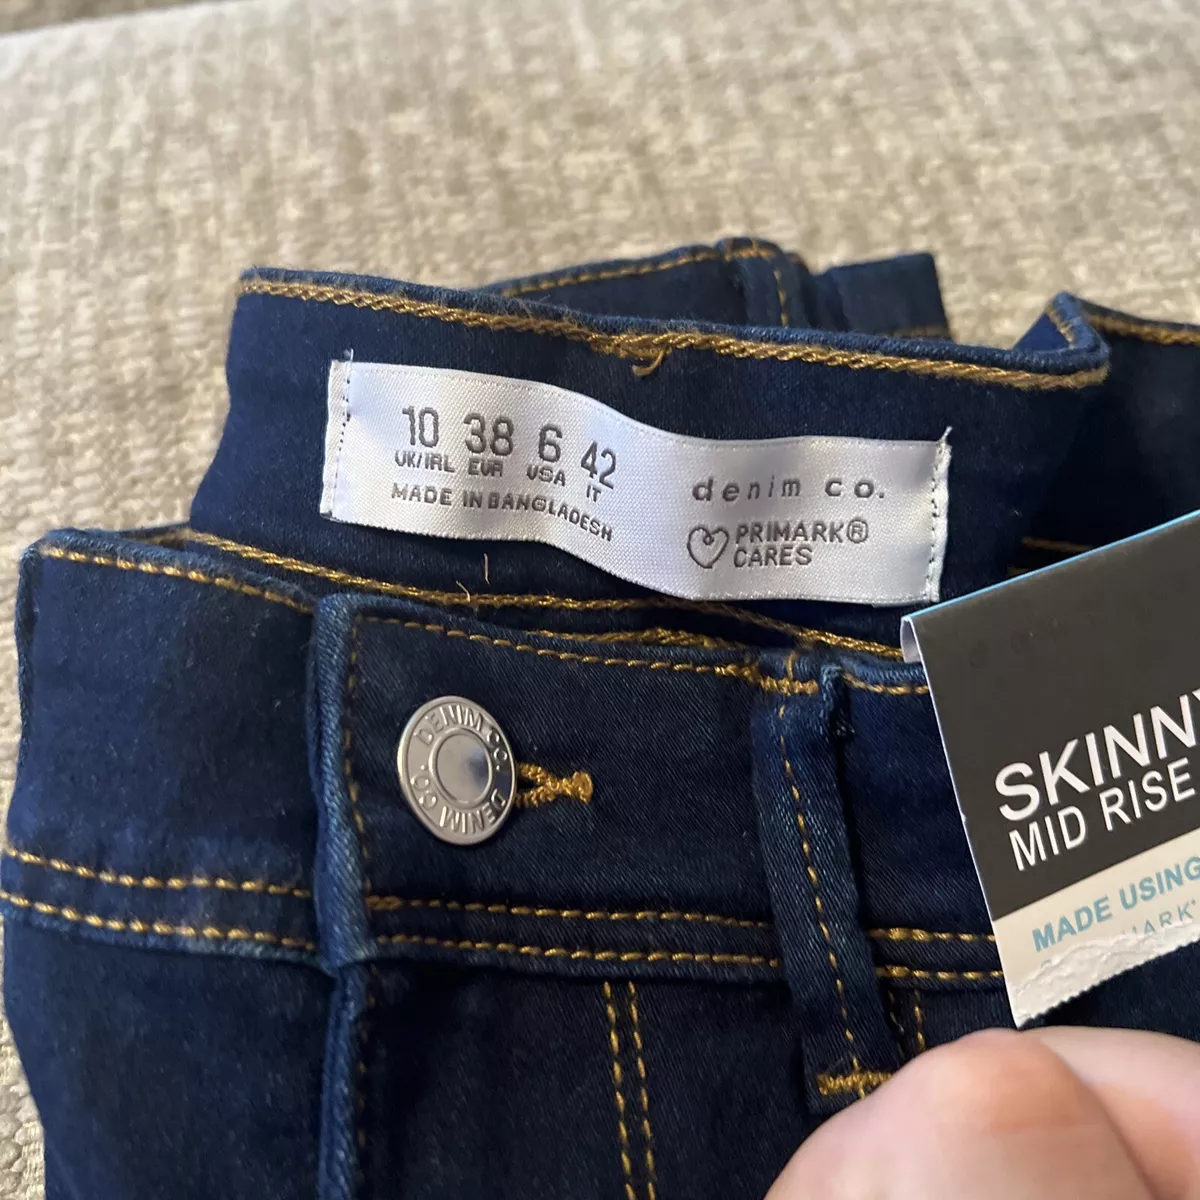 10 38 6 42
UK/IRL EUR USA IT
MADE IN BANGLADESH
denim co.
PRIMARK®
CARES
DENIM CO. DENIM CO.
SKINNY
MID RISE
MADE USING